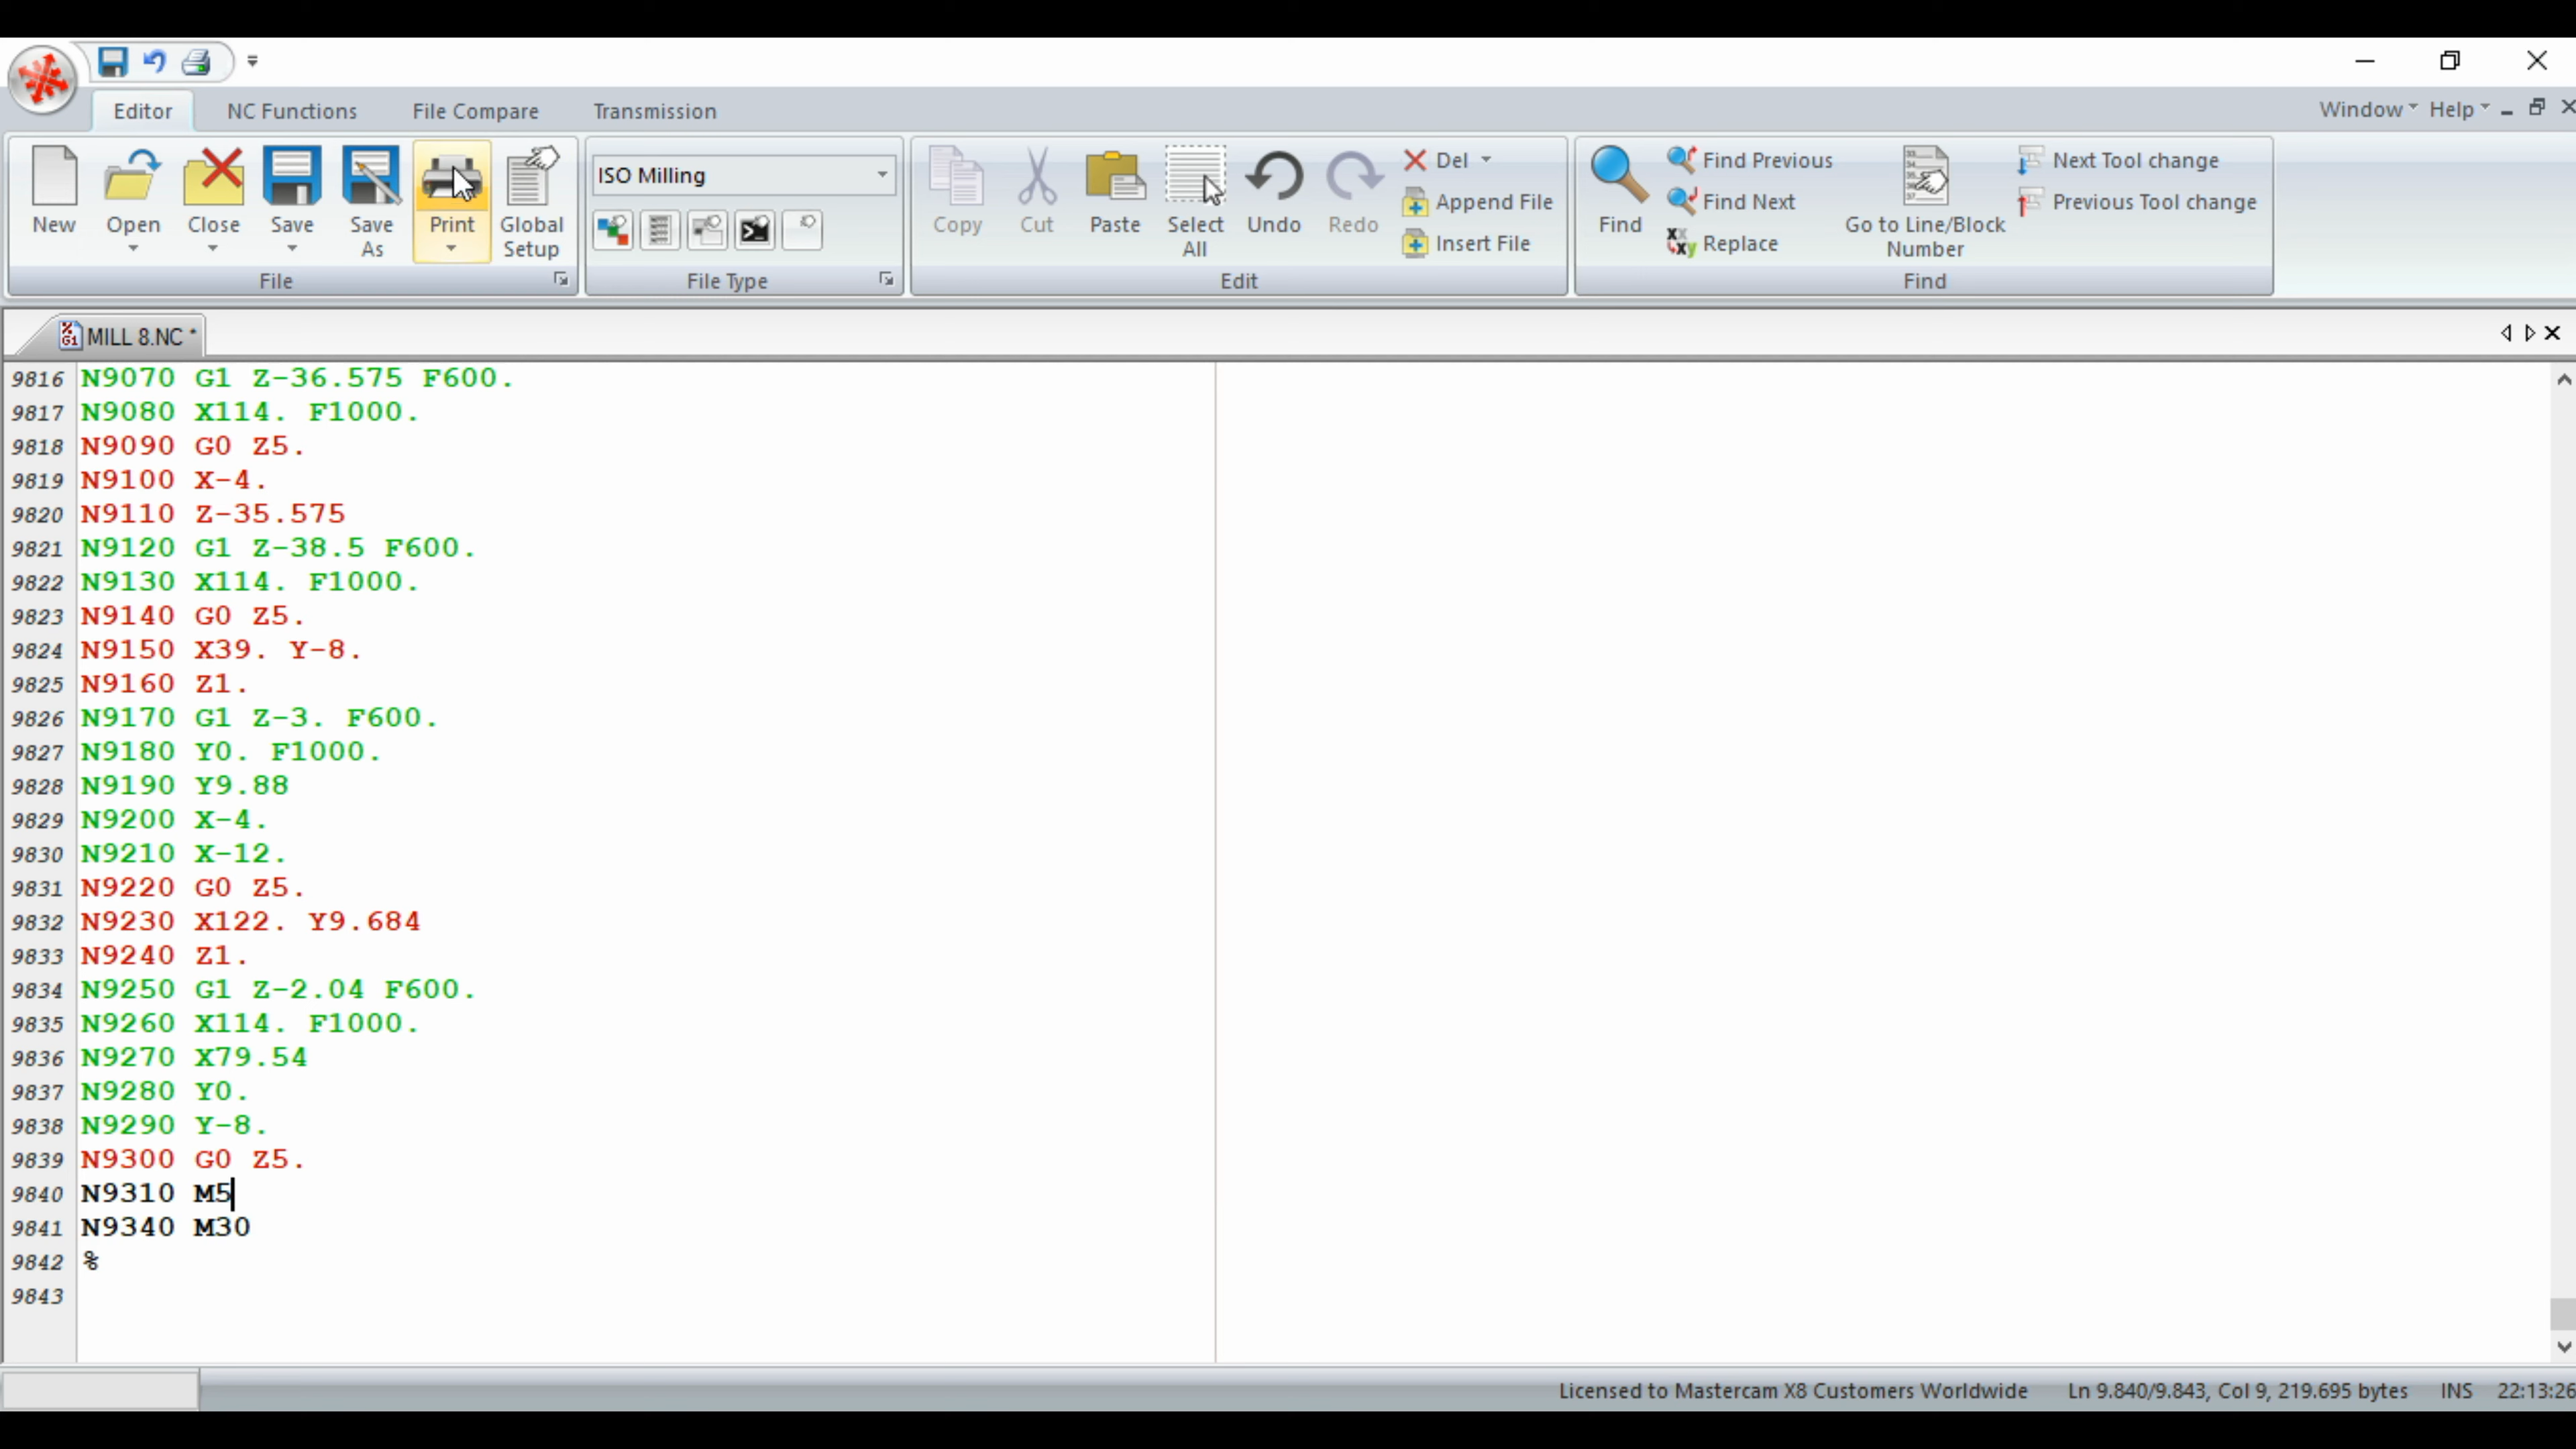 Editor NC Functions File Compare Transmission Window Help
New Open Close Save Save As Print Global Setup
File
ISO Milling
File Type
Copy Cut Paste Select All Undo Redo
Del
Append File
Insert File
Edit
Find
Find Previous
Find Next
Replace
Go to Line/Block Number
Next Tool change
Previous Tool change
Find
MILL 8.NC *
9816 N9070 G1 Z-36.575 F600.
9817 N9080 X114. F1000.
9818 N9090 G0 Z5.
9819 N9100 X-4.
9820 N9110 Z-35.575
9821 N9120 G1 Z-38.5 F600.
9822 N9130 X114. F1000.
9823 N9140 G0 Z5.
9824 N9150 X39. Y-8.
9825 N9160 Z1.
9826 N9170 G1 Z-3. F600.
9827 N9180 Y0. F1000.
9828 N9190 Y9.88
9829 N9200 X-4.
9830 N9210 X-12.
9831 N9220 G0 Z5.
9832 N9230 X122. Y9.684
9833 N9240 Z1.
9834 N9250 G1 Z-2.04 F600.
9835 N9260 X114. F1000.
9836 N9270 X79.54
9837 N9280 Y0.
9838 N9290 Y-8.
9839 N9300 G0 Z5.
9840 N9310 M5
9841 N9340 M30
9842 %
9843
Licensed to Mastercam X8 Customers Worldwide Ln 9.840/9.843, Col 9, 219.695 bytes INS 22:13:26